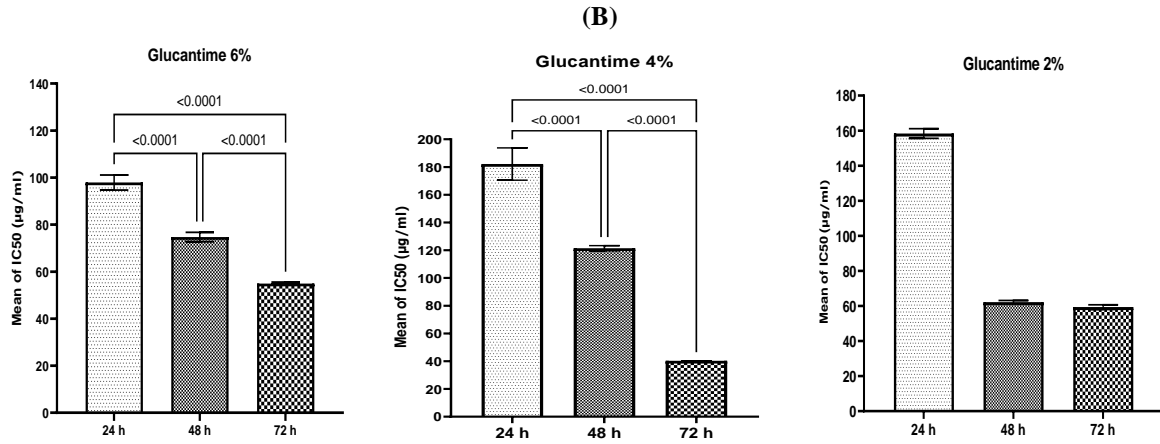 (B)
Glucantime 6%
Mean of IC50 (µg/ml)
140
120
100
80
60
40
20
0
<0.0001
<0.0001
<0.0001
24 h
48 h
72 h
Glucantime 4%
Mean of IC50 (µg/ml)
200
180
160
140
120
100
80
60
40
20
0
<0.0001
<0.0001
<0.0001
24 h
48 h
72 h
Glucantime 2%
Mean of IC50 (µg/ml)
180
160
140
120
100
80
60
40
20
0
24 h
48 h
72 h